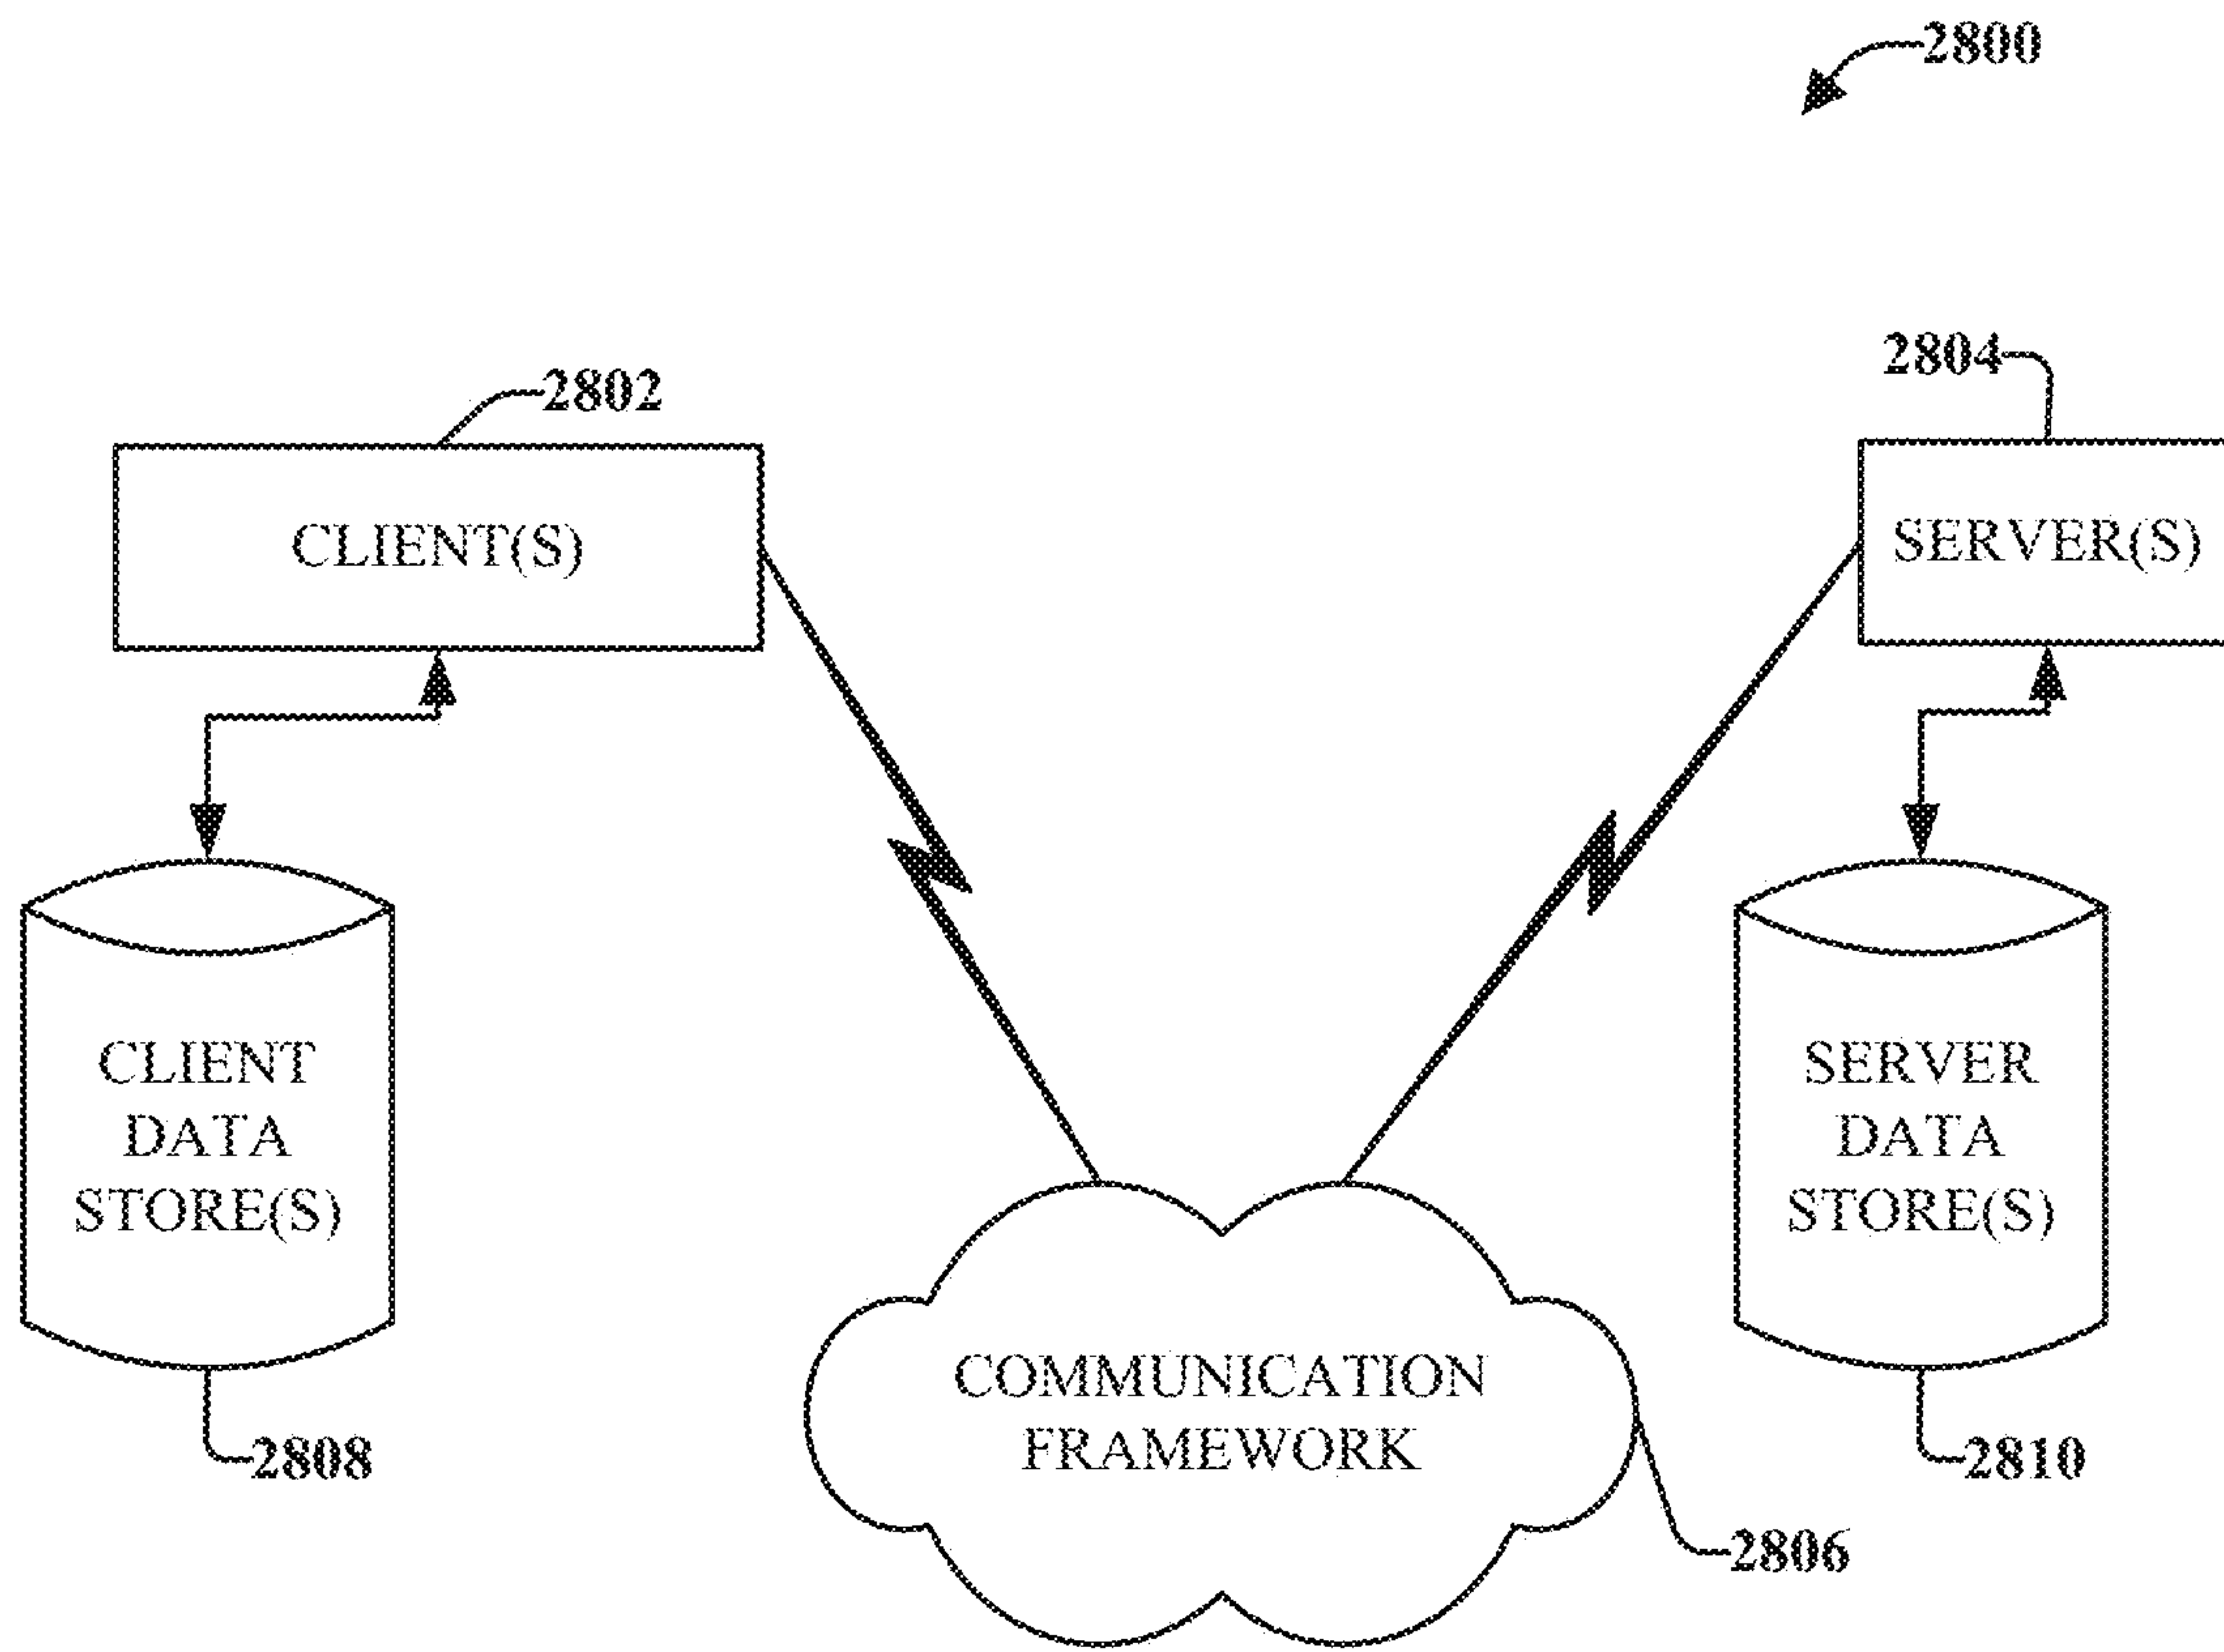 2800
2802
2804
CLIENT(S)
SERVER(S)
CLIENT
DATA
STORE(S)
SERVER
DATA
STORE(S)
COMMUNICATION
FRAMEWORK
2808
2810
2806